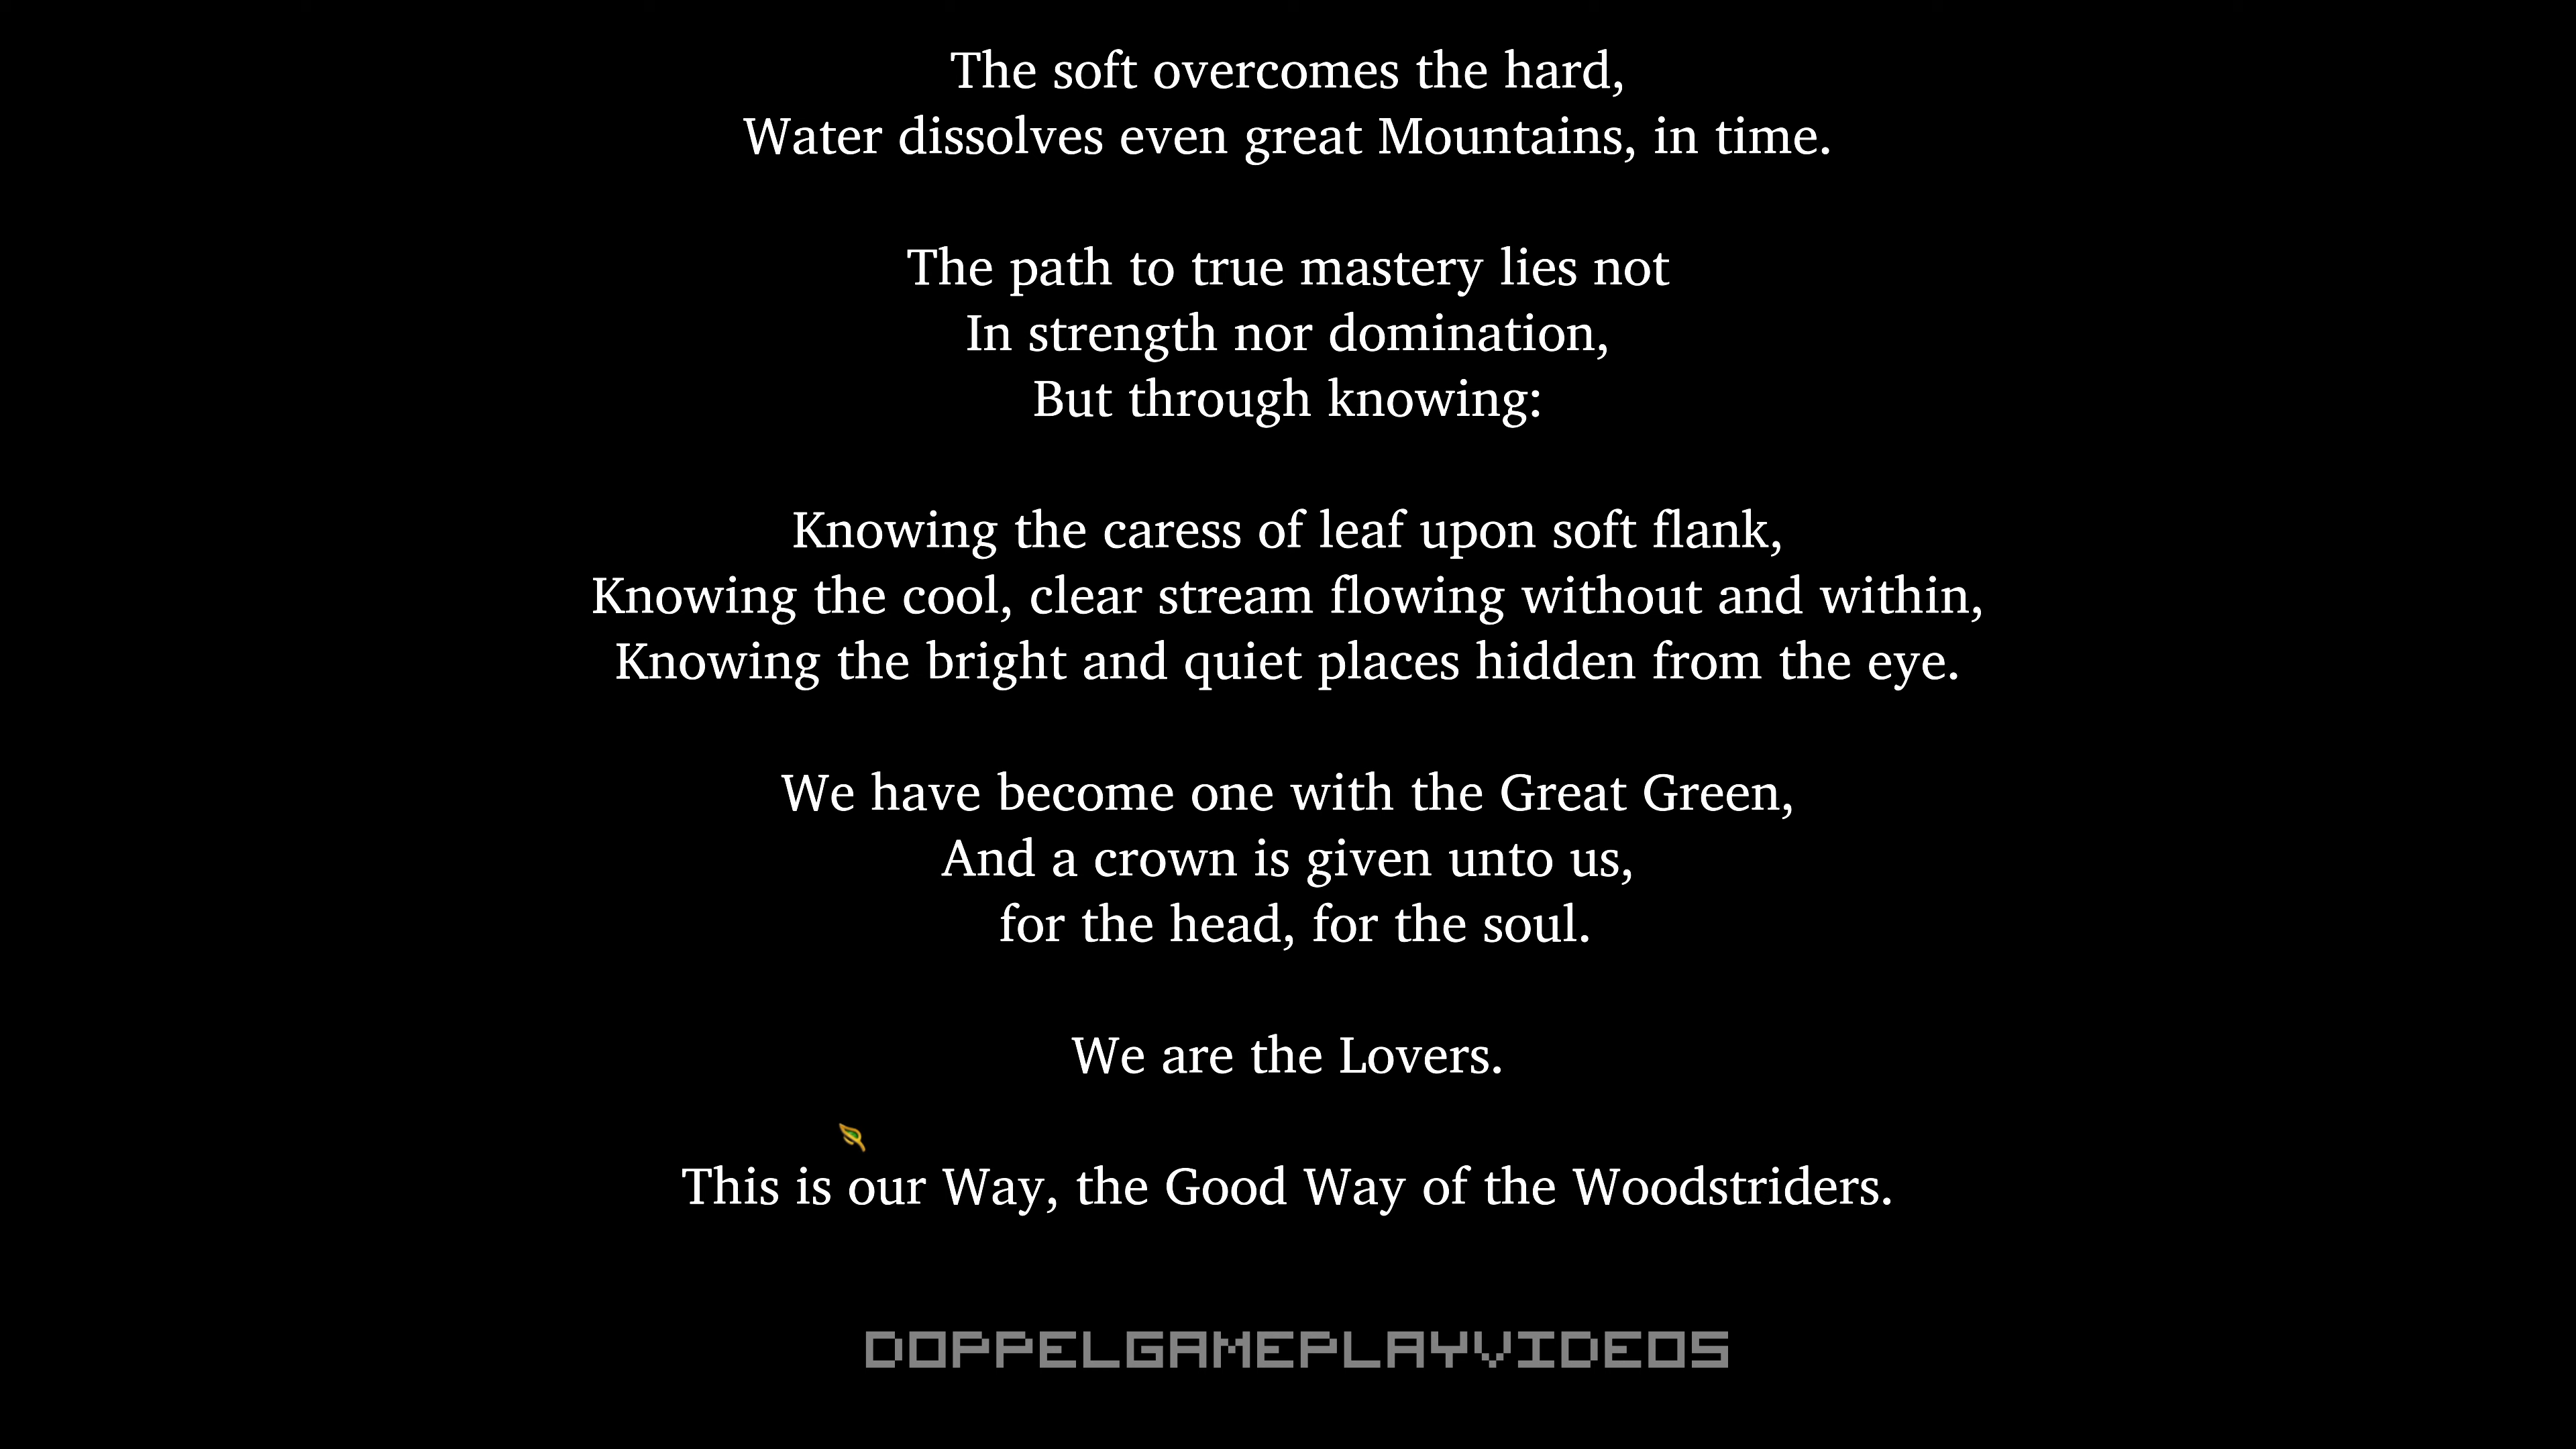 The soft overcomes the hard,
Water dissolves even great Mountains, in time.
The path to true mastery lies not
In strength nor domination,
But through knowing:
Knowing the caress of leaf upon soft flank,
Knowing the cool, clear stream flowing without and within,
Knowing the bright and quiet places hidden from the eye.
We have become one with the Great Green,
And a crown is given unto us,
for the head, for the soul.
We are the Lovers.
This is our Way, the Good Way of the Woodstriders.
DOPPELGAMEPLAYVIDEOS